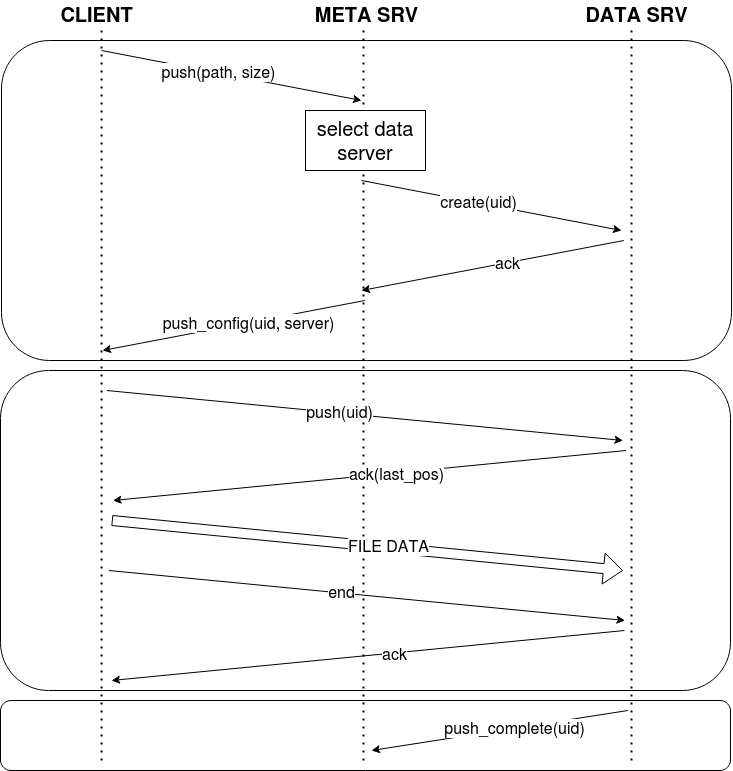 CLIENT META SRV DATA SRV
push(path, size)
select data
server
create(uid)
ack
push_config(uid, server)
push(uid)
ack(last_pos)
FILE DATA
end
ack
push_complete(uid)